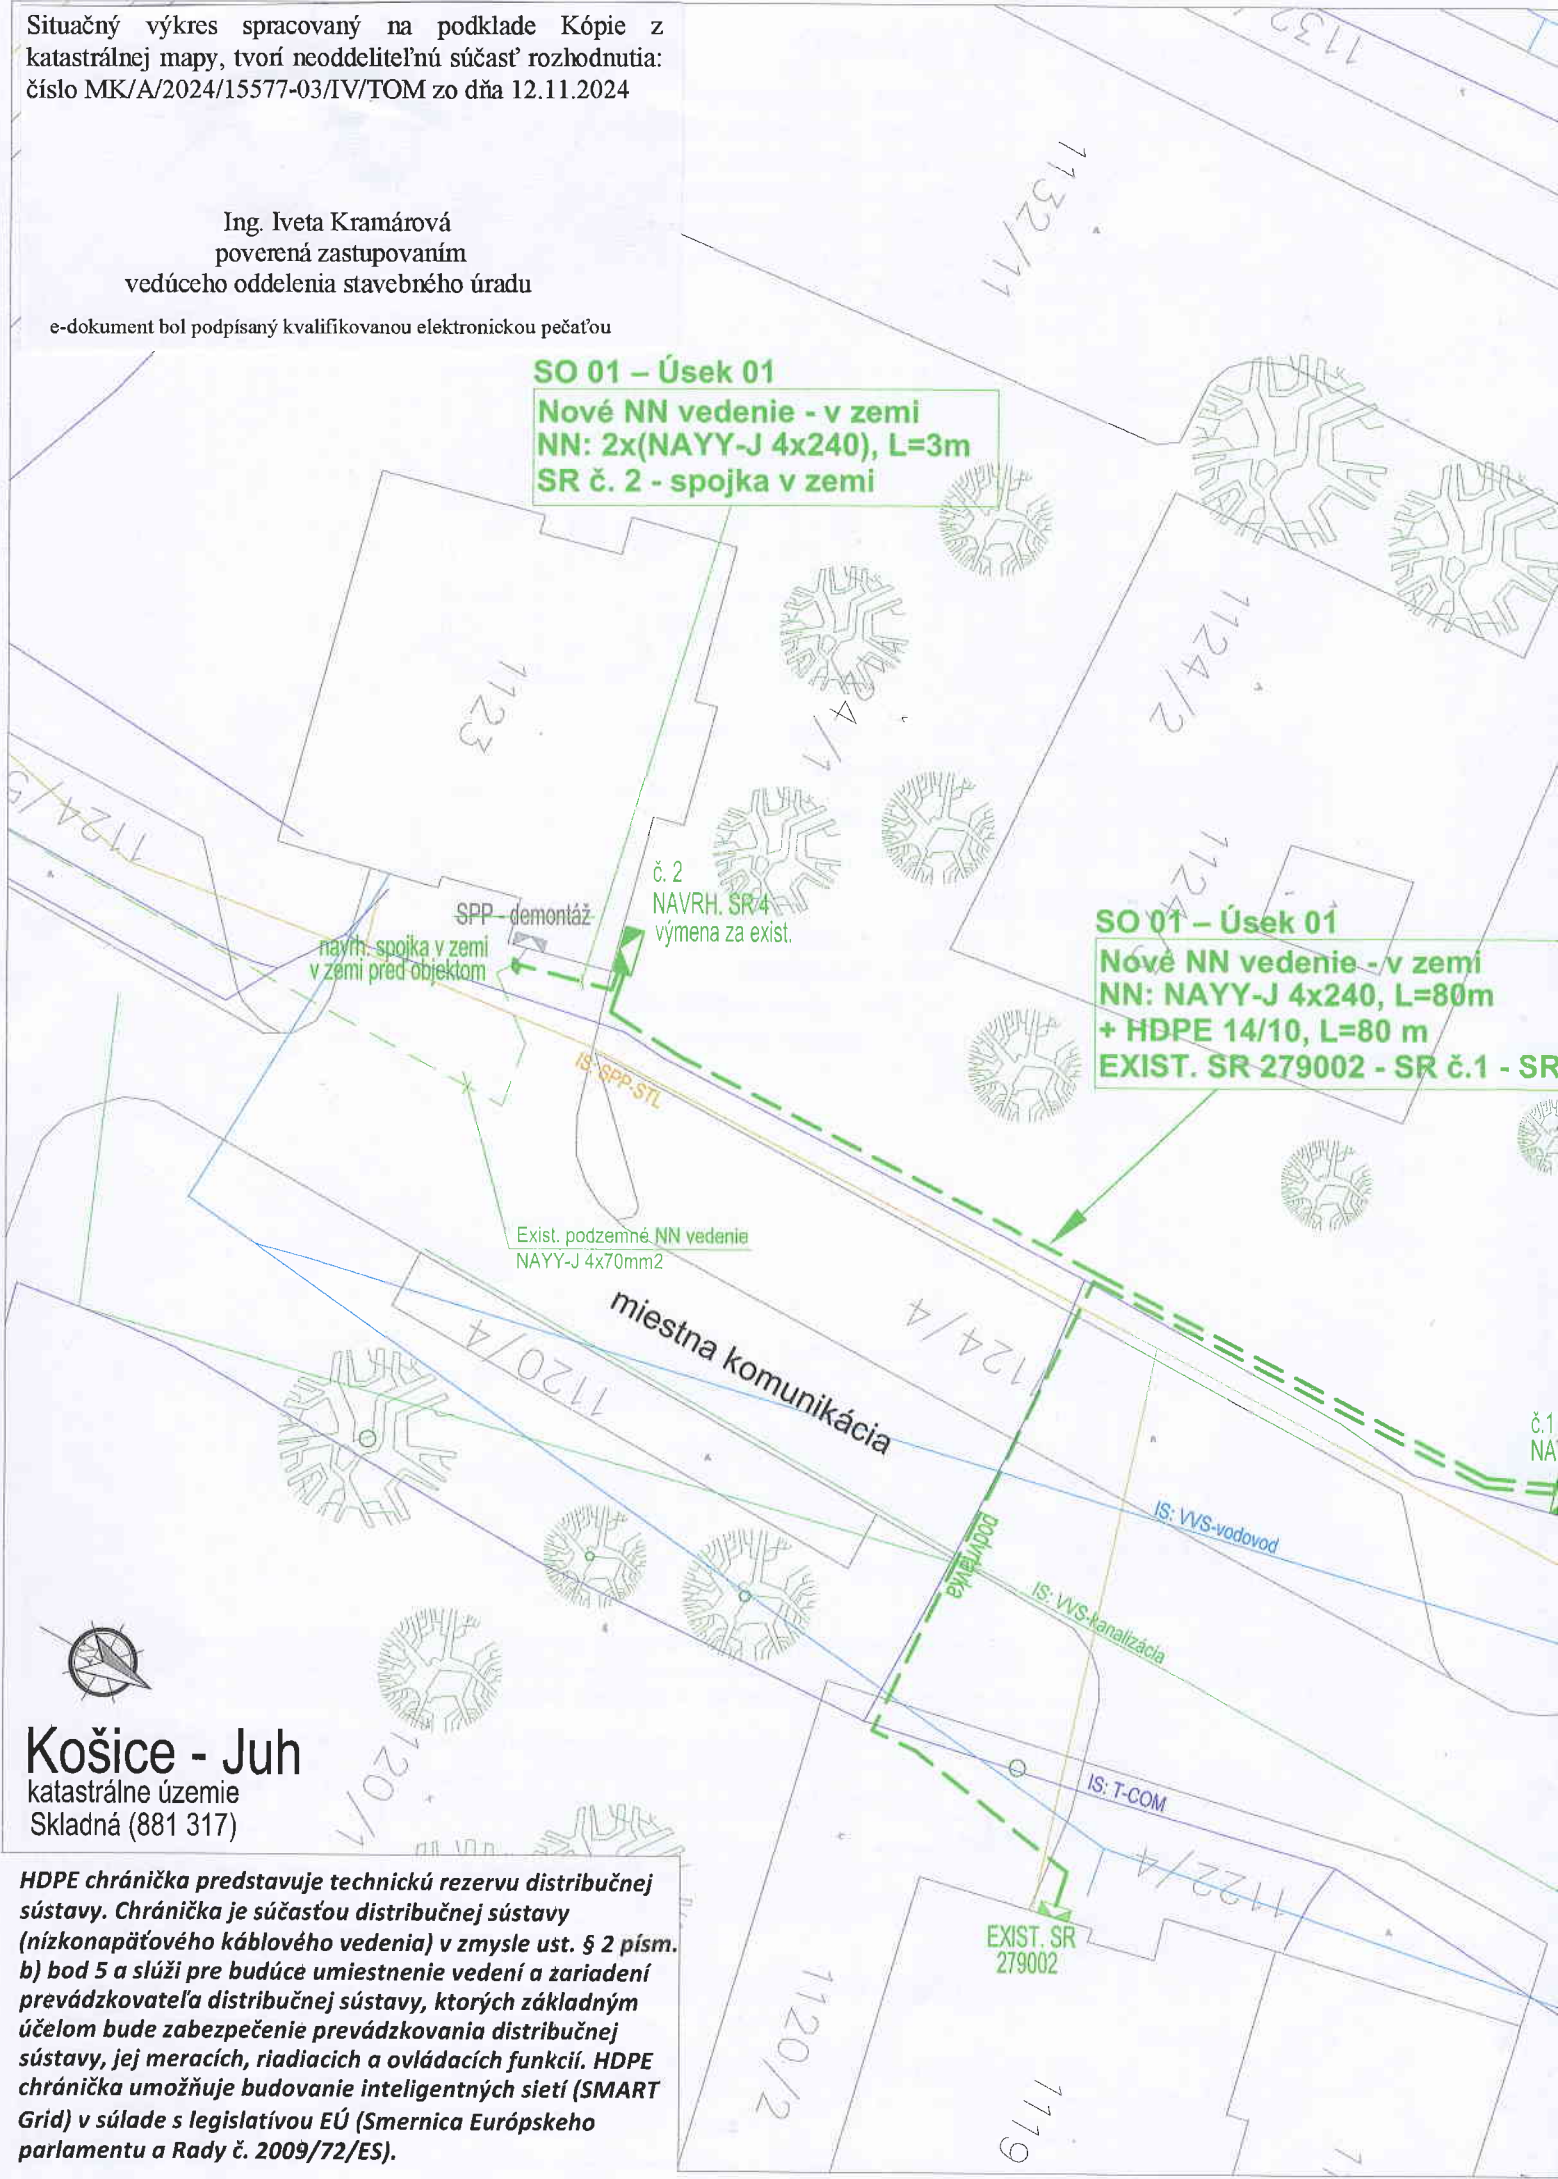 Situačný výkres spracovaný na podklade Kópie z
katastrálnej mapy, tvorí neoddeliteľnú súčasť rozhodnutia:
číslo MK/A/2024/15577-03/IV/TOM zo dňa 12.11.2024
Ing. Iveta Kramárová
poverená zastupovaním
vedúceho oddelenia stavebného úradu
e-dokument bol podpísaný kvalifikovanou elektronickou pečaťou
1132
1132/11
SO 01 – Úsek 01
Nové NN vedenie - v zemi
NN: 2x(NAYY-J 4x240), L=3m
SR č. 2 - spojka v zemi
1123
1124/2
4/1
1124/5
1124
č. 2
NAVRH. SR4
výmena za exist.
SPP - demontáž
navrh. spojka v zemi
v zemi pred objektom
SO 01 – Úsek 01
Nové NN vedenie - v zemi
NN: NAYY-J 4x240, L=80m
+ HDPE 14/10, L=80 m
EXIST. SR 279002 - SR č.1 - SR
IS: SPP-STL
Exist. podzemné NN vedenie
NAYY-J 4x70mm2
miestna komunikácia
1124/4
1120/4
č.1
NA
IS: VVS-vodovod
podvrtávka
IS: VVS-kanalizácia
Košice - Juh
katastrálne územie
Skladná (881 317)
1120/1
IS: T-COM
1122/4
EXIST. SR
279002
HDPE chránička predstavuje technickú rezervu distribučnej
sústavy. Chránička je súčasťou distribučnej sústavy
(nízkonapäťového káblového vedenia) v zmysle ust. § 2 písm.
b) bod 5 a slúži pre budúce umiestnenie vedení a zariadení
prevádzkovateľa distribučnej sústavy, ktorých základným
účelom bude zabezpečenie prevádzkovania distribučnej
sústavy, jej meracích, riadiacich a ovládacích funkcií. HDPE
chránička umožňuje budovanie inteligentných sietí (SMART
Grid) v súlade s legislatívou EÚ (Smernica Európskeho
parlamentu a Rady č. 2009/72/ES).
1120/2
1119